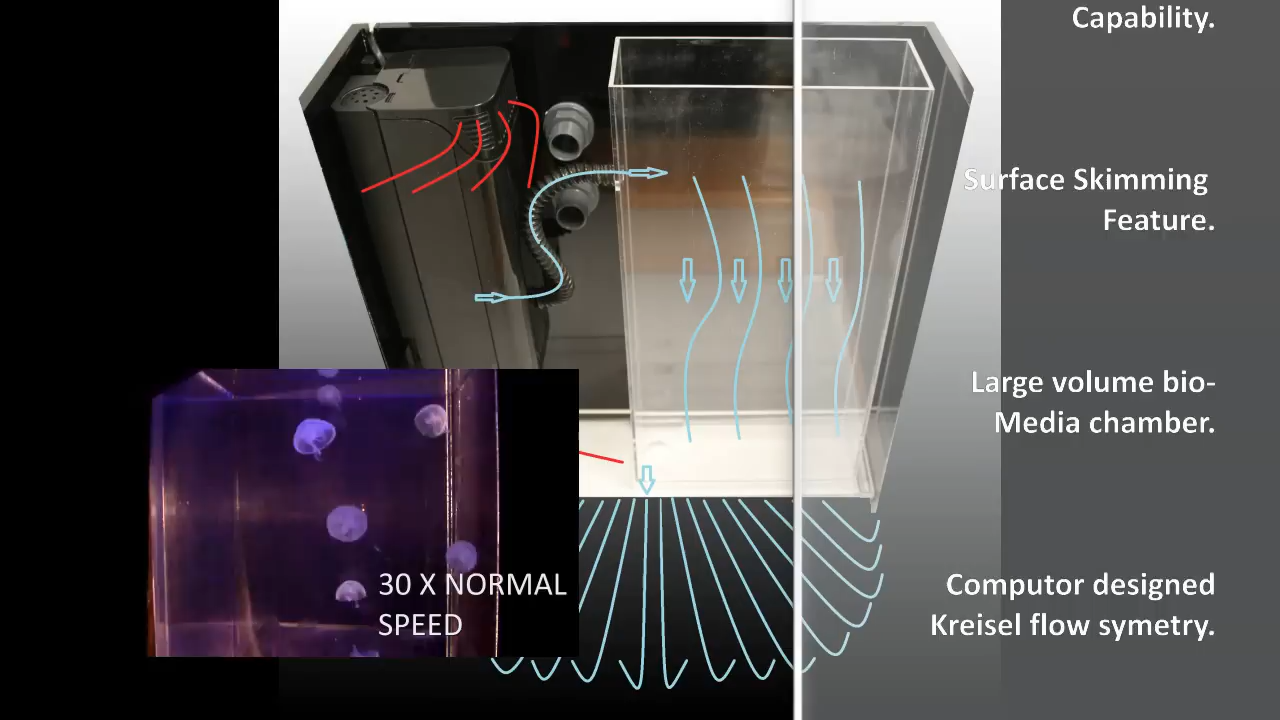 Capability.
Surface Skimming
Feature.
Large volume bio-
Media chamber.
30 X NORMAL
SPEED
Computor designed
Kreisel flow symetry.